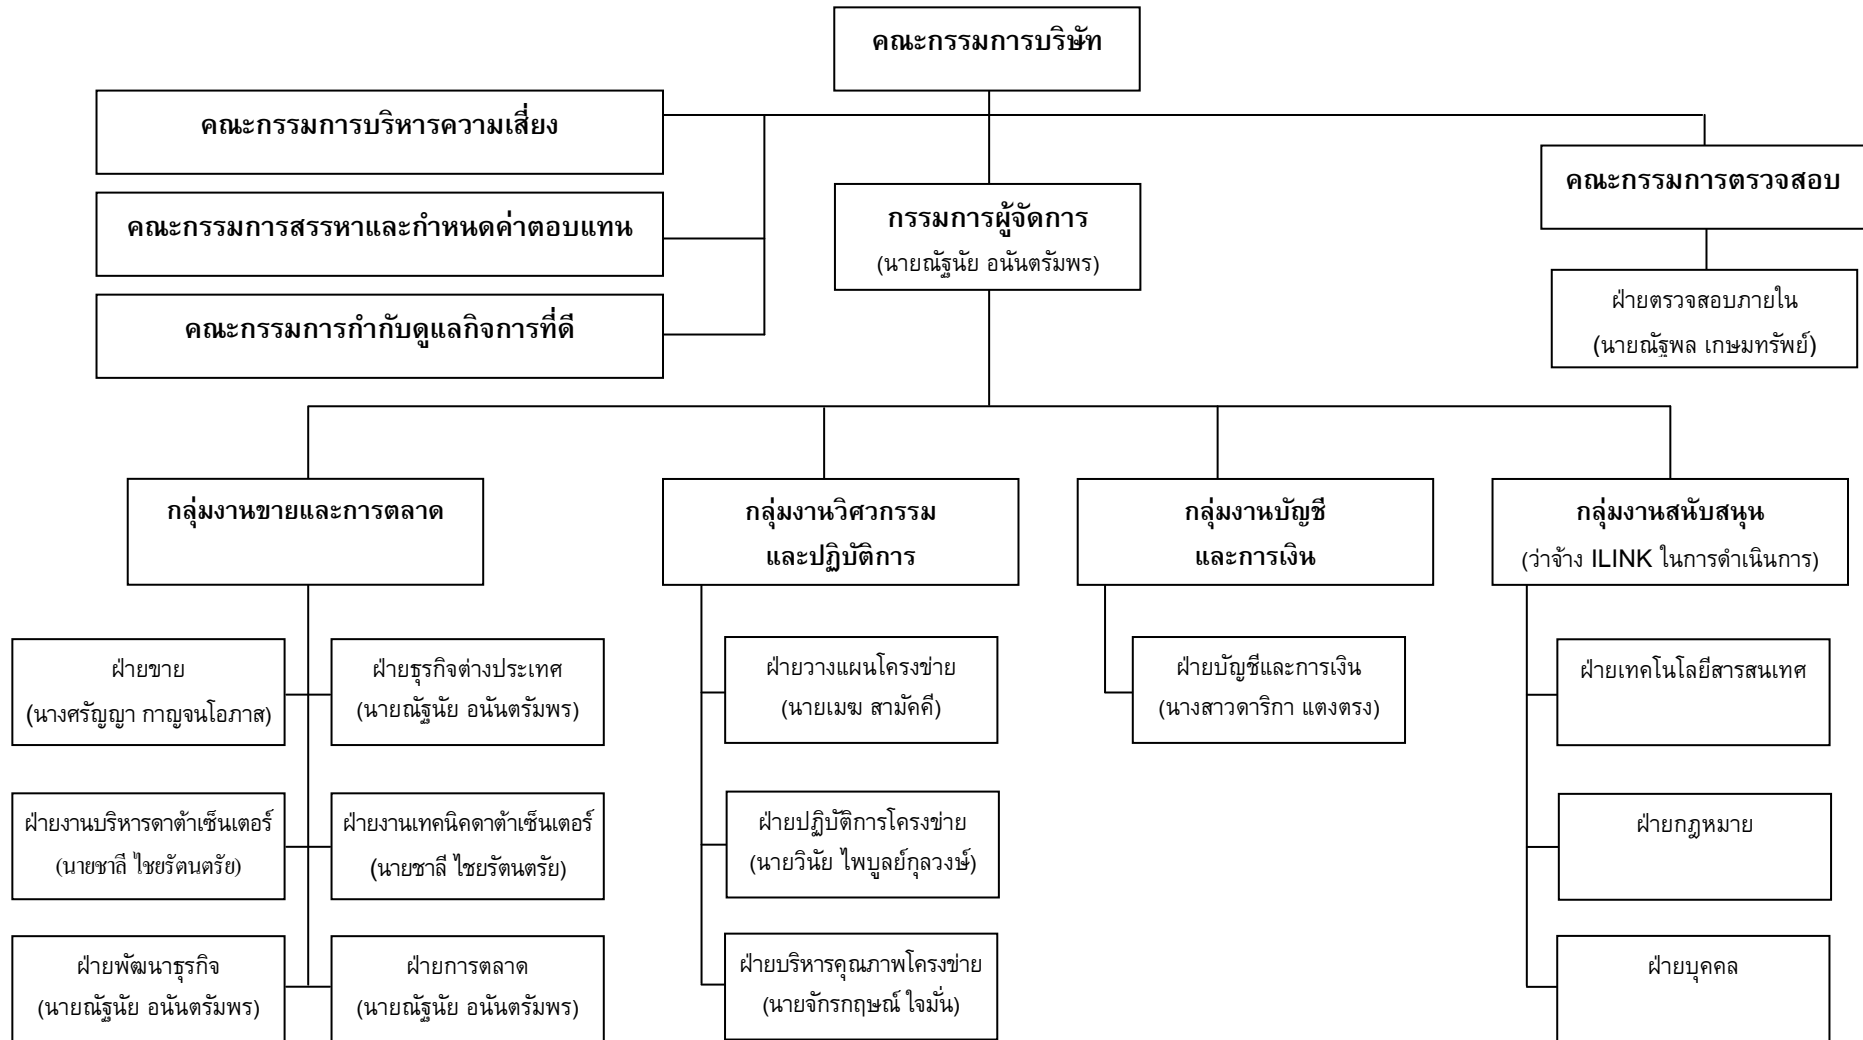 คณะกรรมการบริษัท
คณะกรรมการบริหารความเสี่ยง
คณะกรรมการตรวจสอบ
คณะกรรมการสรรหาและกำหนดค่าตอบแทน
กรรมการผู้จัดการ
(นายณัฐนัย อนันตรัมพร)
คณะกรรมการกำกับดูแลกิจการที่ดี
ฝ่ายตรวจสอบภายใน
(นายณัฐพล เกษมทรัพย์)
กลุ่มงานขายและการตลาด
กลุ่มงานวิศวกรรม
และปฏิบัติการ
กลุ่มงานบัญชี
และการเงิน
กลุ่มงานสนับสนุน
(ว่าจ้าง ILINK ในการดำเนินการ)
ฝ่ายขาย
(นางศรัญญา กาญจนโอภาส)
ฝ่ายธุรกิจต่างประเทศ
(นายณัฐนัย อนันตรัมพร)
ฝ่ายวางแผนโครงข่าย
(นายเมฆ สามัคคี)
ฝ่ายบัญชีและการเงิน
(นางสาวดาริกา แตงตรง)
ฝ่ายเทคโนโลยีสารสนเทศ
ฝ่ายงานบริหารดาต้าเซ็นเตอร์
(นายชาลี ไชยรัตนตรัย)
ฝ่ายงานเทคนิคดาต้าเซ็นเตอร์
(นายชาลี ไชยรัตนตรัย)
ฝ่ายปฏิบัติการโครงข่าย
(นายวินัย ไพบูลย์กุลวงษ์)
ฝ่ายกฎหมาย
ฝ่ายพัฒนาธุรกิจ
(นายณัฐนัย อนันตรัมพร)
ฝ่ายการตลาด
(นายณัฐนัย อนันตรัมพร)
ฝ่ายบริหารคุณภาพโครงข่าย
(นายจักรกฤษณ์ ใจมั่น)
ฝ่ายบุคคล